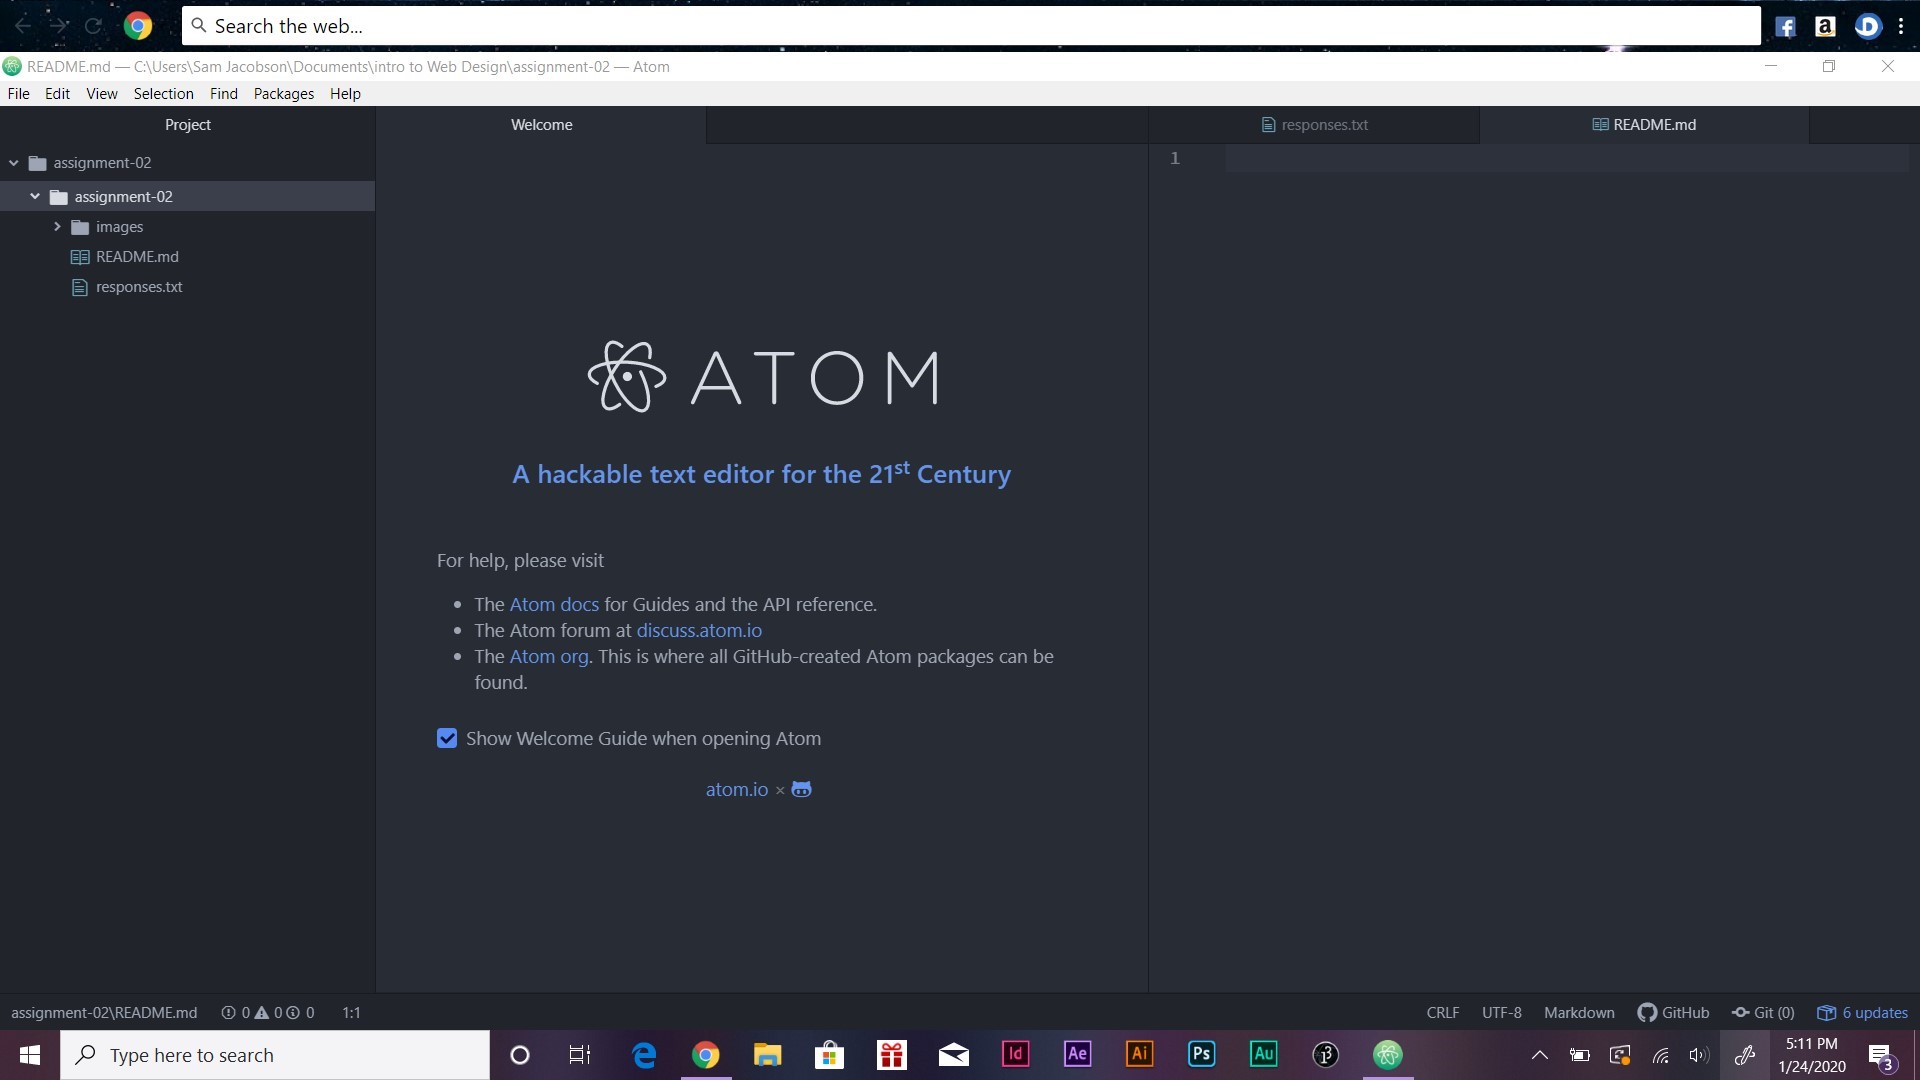 Search the web...
README.md — C:\Users\Sam Jacobson\Documents\intro to Web Design\assignment-02 — Atom
File Edit View Selection Find Packages Help
Project
Welcome
responses.txt
README.md
assignment-02
assignment-02
images
README.md
responses.txt
1
ATOM
A hackable text editor for the 21st Century
For help, please visit
• The Atom docs for Guides and the API reference.
• The Atom forum at discuss.atom.io
• The Atom org. This is where all GitHub-created Atom packages can be
found.
Show Welcome Guide when opening Atom
atom.io ×
assignment-02\README.md 0 0 0 1:1
CRLF UTF-8 Markdown GitHub Git (0) 6 updates
Type here to search
Id Ae Ai Ps Au
5:11 PM
1/24/2020
3